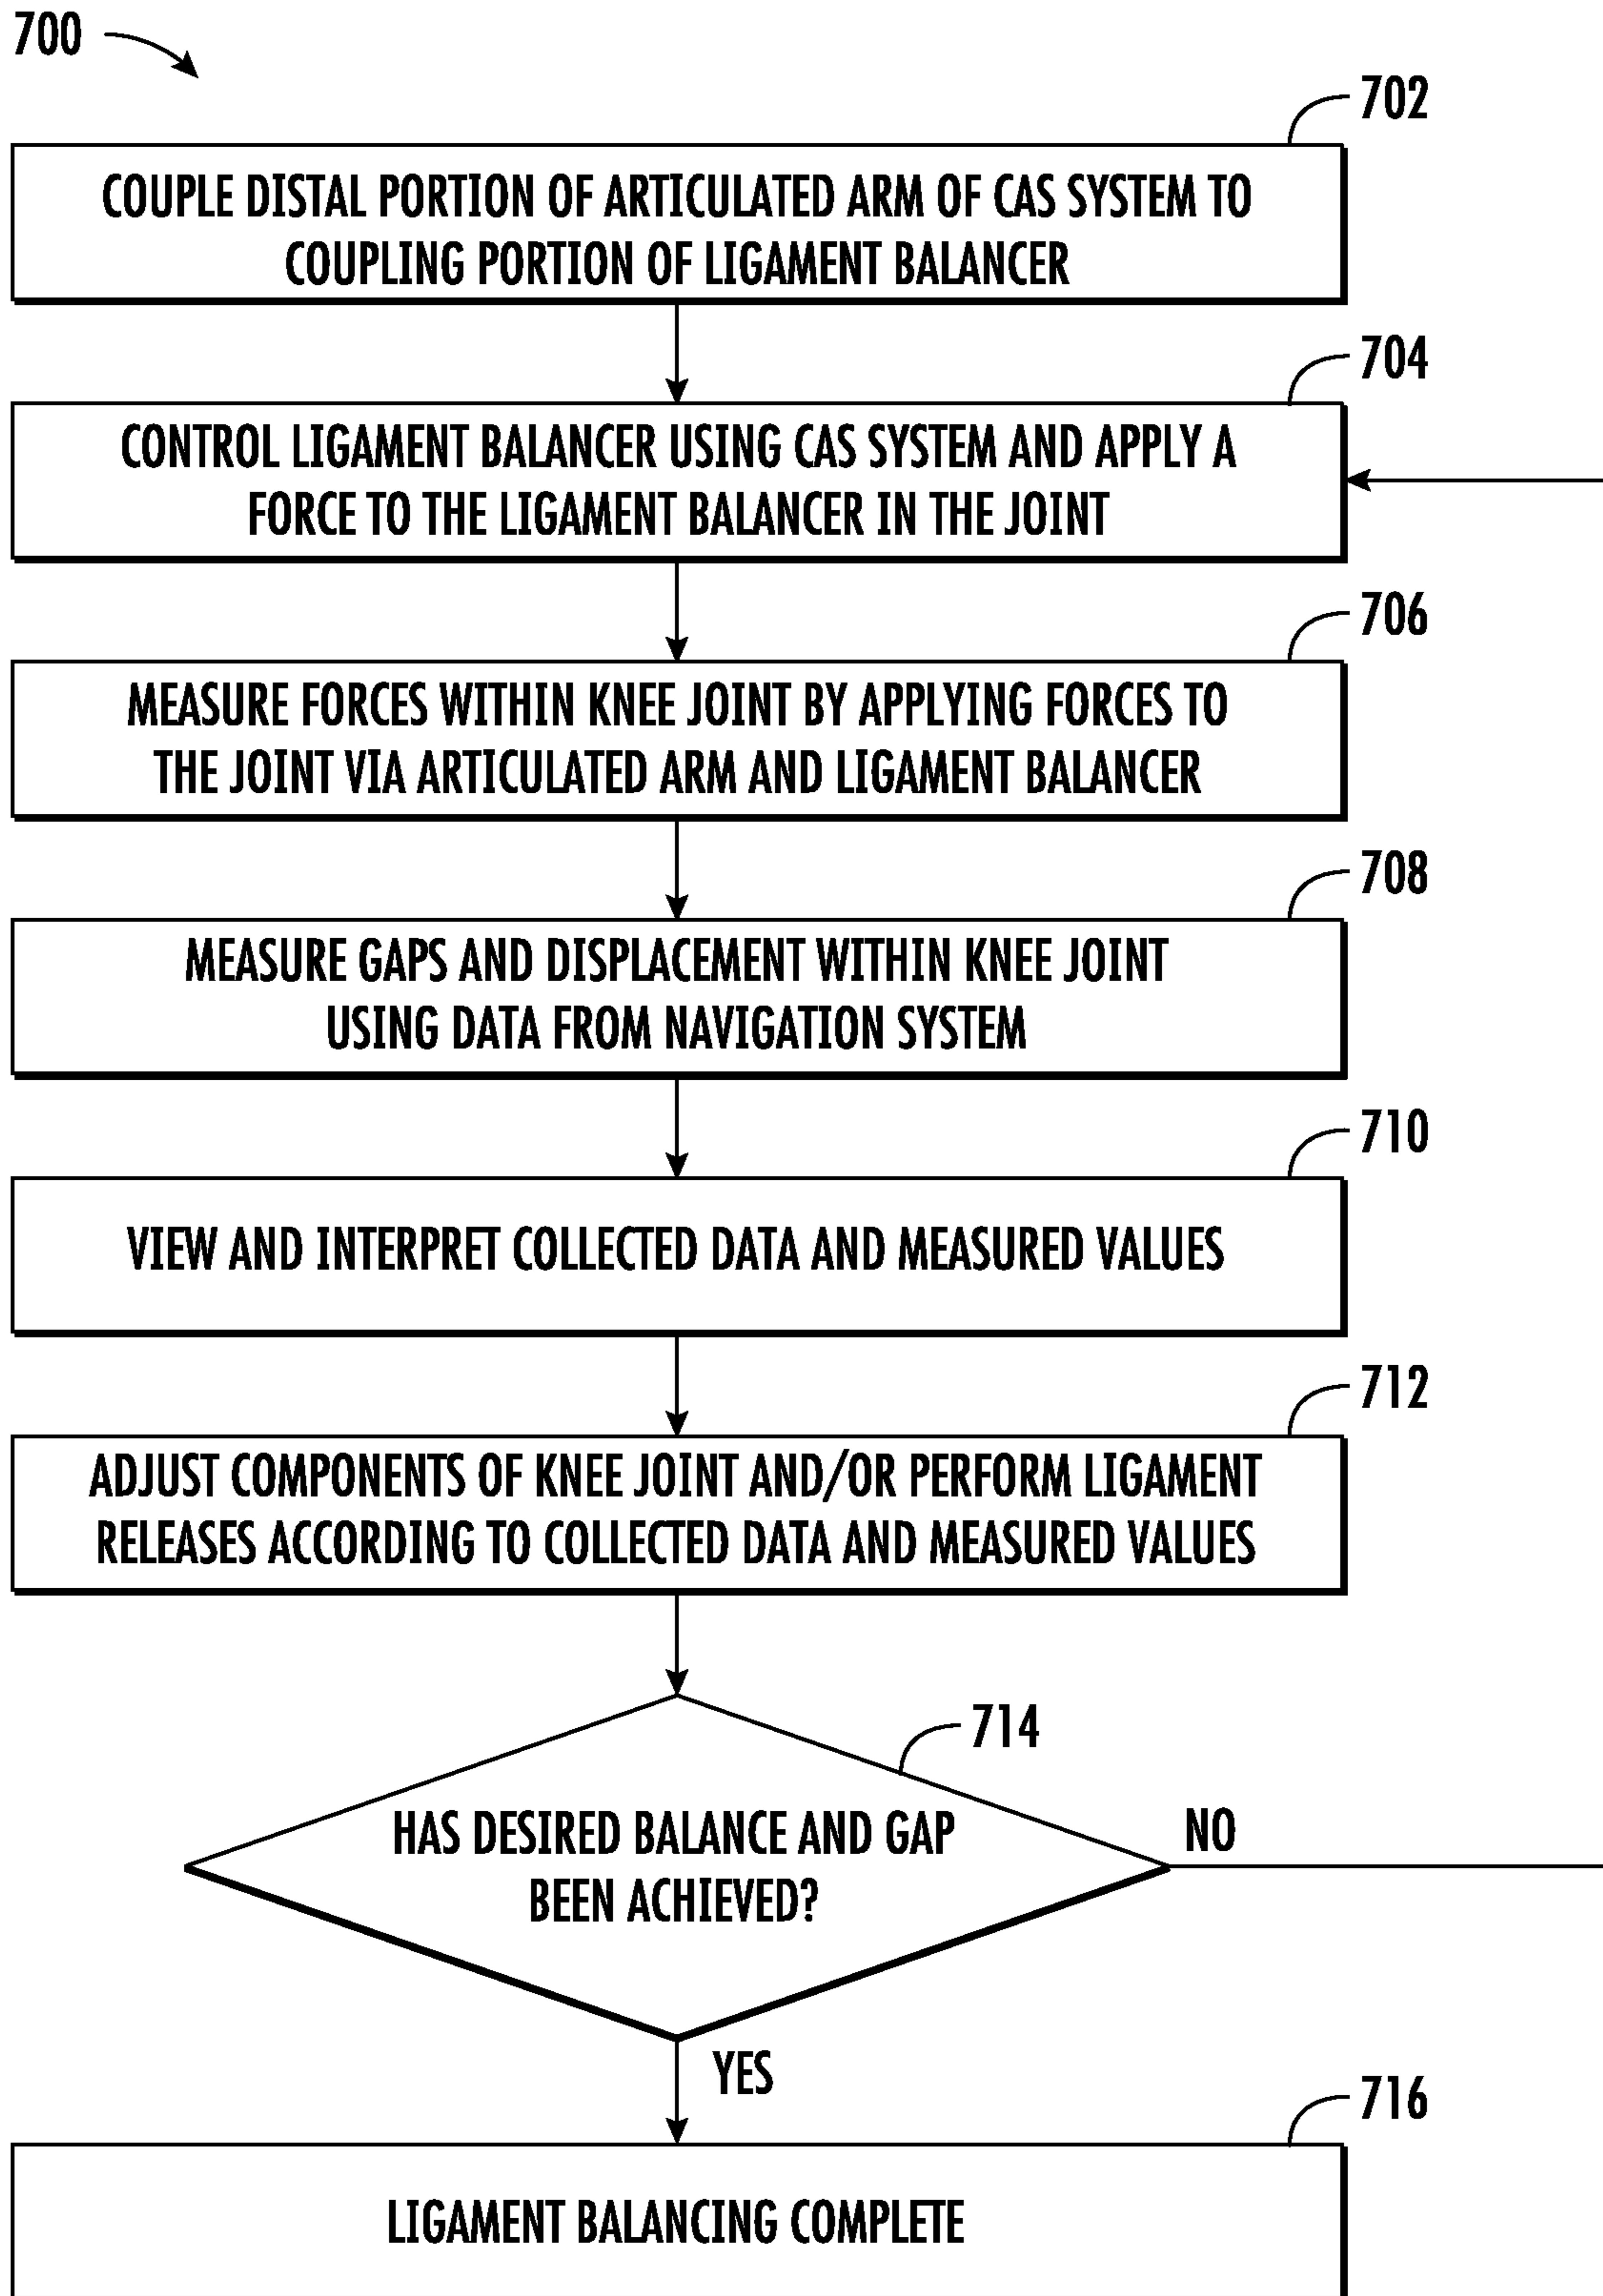 700
702
COUPLE DISTAL PORTION OF ARTICULATED ARM OF CAS SYSTEM TO
COUPLING PORTION OF LIGAMENT BALANCER
704
CONTROL LIGAMENT BALANCER USING CAS SYSTEM AND APPLY A
FORCE TO THE LIGAMENT BALANCER IN THE JOINT
706
MEASURE FORCES WITHIN KNEE JOINT BY APPLYING FORCES TO
THE JOINT VIA ARTICULATED ARM AND LIGAMENT BALANCER
708
MEASURE GAPS AND DISPLACEMENT WITHIN KNEE JOINT
USING DATA FROM NAVIGATION SYSTEM
710
VIEW AND INTERPRET COLLECTED DATA AND MEASURED VALUES
712
ADJUST COMPONENTS OF KNEE JOINT AND/OR PERFORM LIGAMENT
RELEASES ACCORDING TO COLLECTED DATA AND MEASURED VALUES
714
HAS DESIRED BALANCE AND GAP
BEEN ACHIEVED?
NO
YES
716
LIGAMENT BALANCING COMPLETE